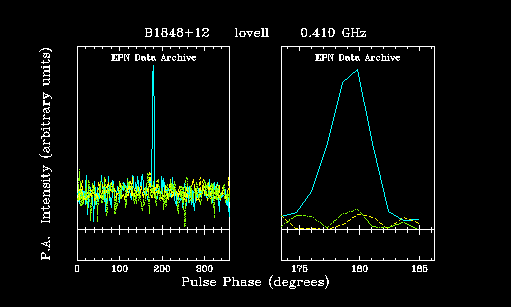 B1848+12 lovell 0.410 GHz
EPN Data Archive EPN Data Archive
P.A. Intensity (arbitrary units)
0 100 200 300 175 180 185
Pulse Phase (degrees)